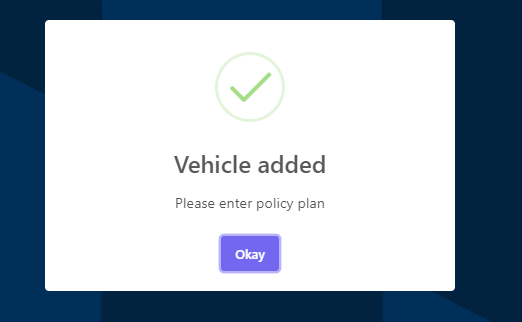 Vehicle added
Please enter policy plan
Okay